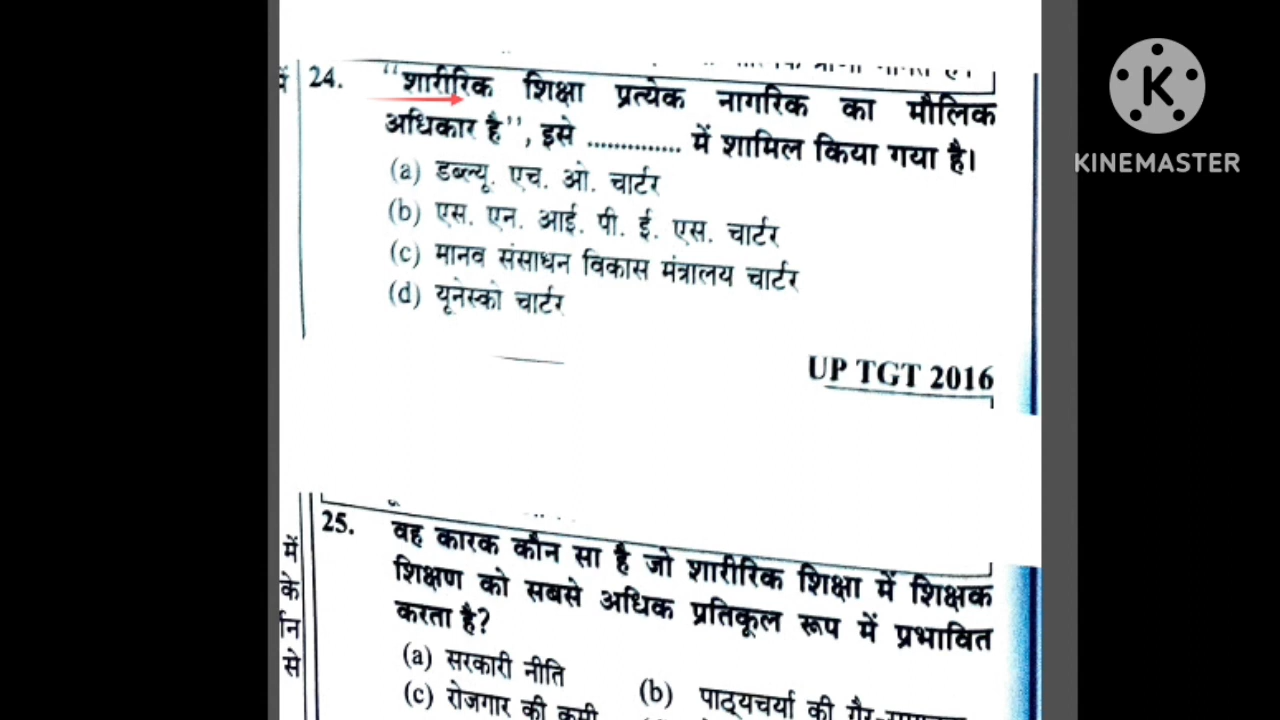 KINEMASTER
में
24. "शारीरिक शिक्षा प्रत्येक नागरिक का मौलिक
अधिकार है", इसे .............. में शामिल किया गया है।
(a) डब्ल्यू. एच. ओ. चार्टर
(b) एस. एन. आई. पी. ई. एस. चार्टर
(c) मानव संसाधन विकास मंत्रालय चार्टर
(d) यूनेस्को चार्टर
UP TGT 2016
में
के
से
25. वह कारक कौन सा है जो शारीरिक शिक्षा में शिक्षक
शिक्षण को सबसे अधिक प्रतिकूल रूप में प्रभावित
करता है?
(a) सरकारी नीति
(b) पाठ्यचर्या की
(c) रोजगार की कमी